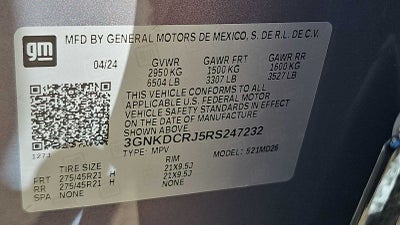 gm
MFD BY GENERAL MOTORS DE MEXICO, S. DE R.L. DE C.V.
04/24 GVWR GAWR FRT GAWR RR
2950 KG 1500 KG 1600 KG
6504 LB 3307 LB 3527 LB
THIS VEHICLE CONFORMS TO ALL
APPLICABLE U.S. FEDERAL MOTOR
VEHICLE SAFETY STANDARDS IN EFFECT
ON THE DATE OF MANUFACTURE
SHOWN ABOVE.
3GNKDCRJ5RS247232
TYPE: MPV MODEL: 521MD26
TIRE SIZE RIM
FRT 275/45R21 H 21X9.5J
RR 275/45R21 H 21X9.5J
SPA NONE NONE